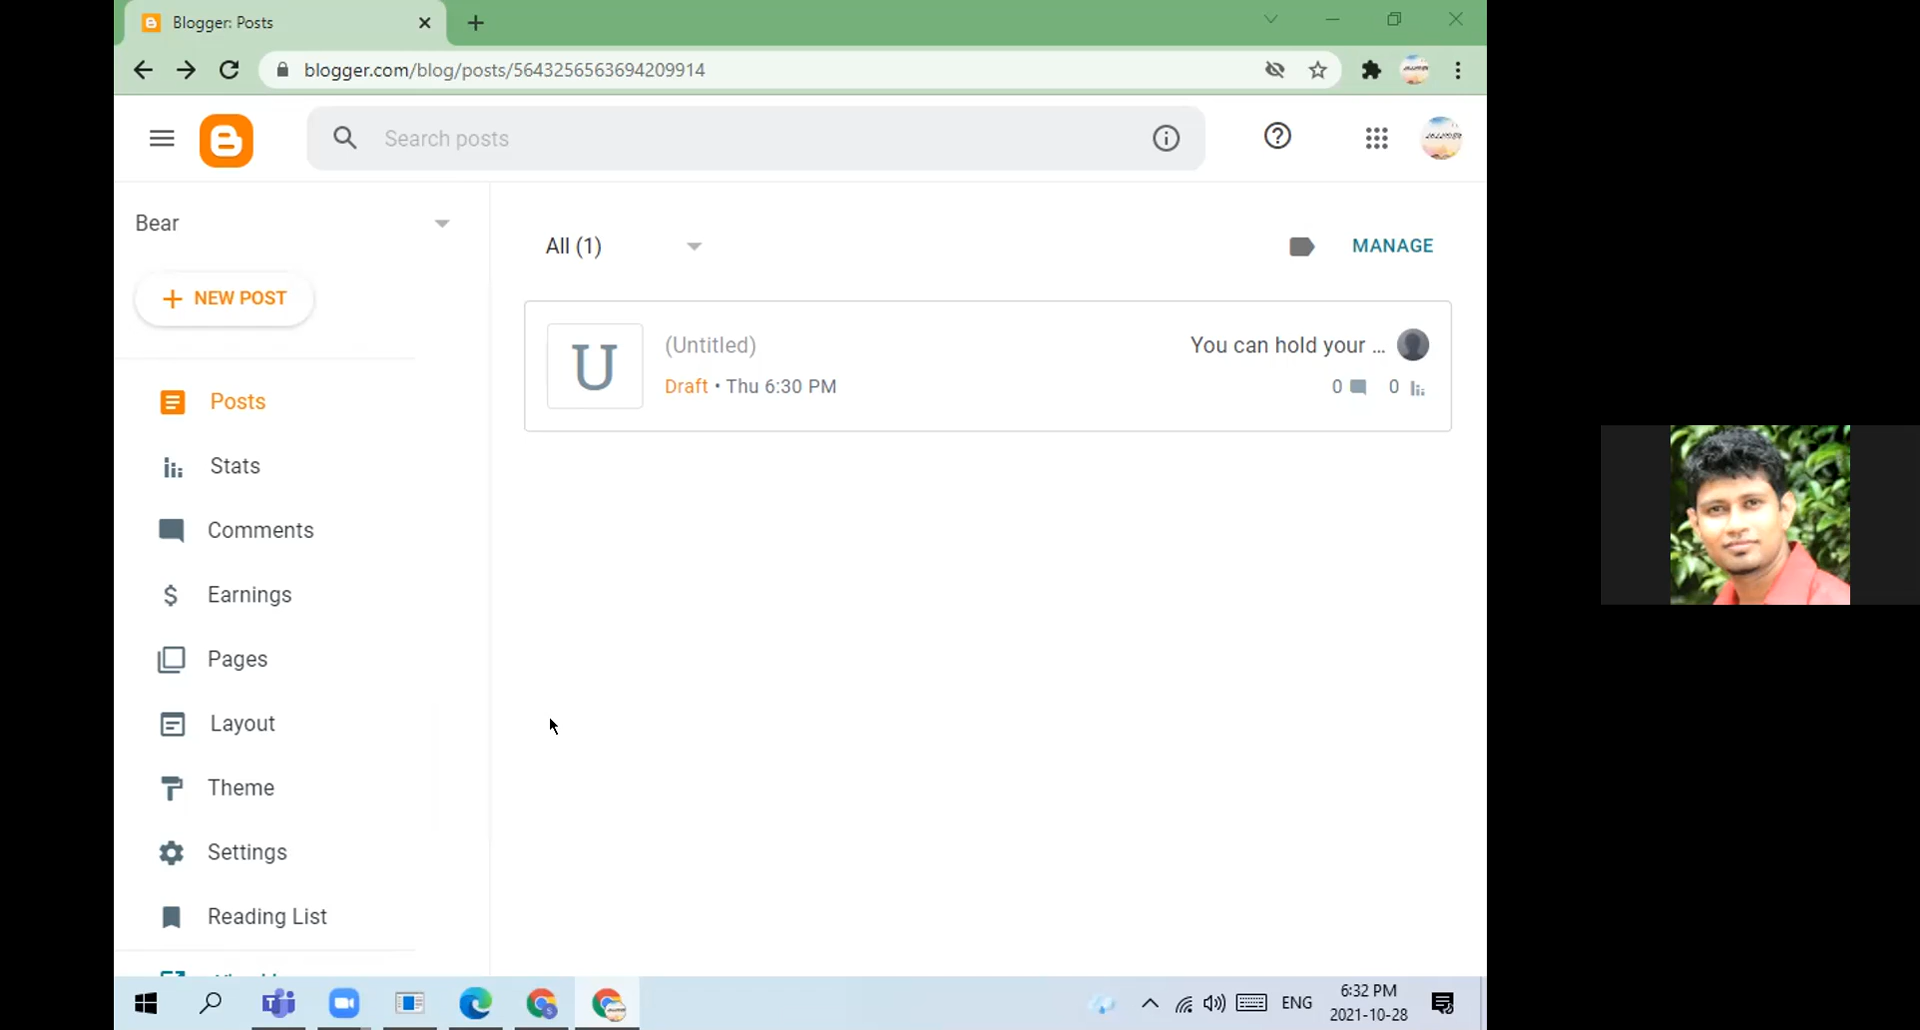 Blogger: Posts
blogger.com/blog/posts/5643256563694209914
Search posts
Bear
All (1)
MANAGE
NEW POST
U
(Untitled)
You can hold your ...
Draft • Thu 6:30 PM
0
0
Posts
Stats
Comments
Earnings
Pages
Layout
Theme
Settings
Reading List
ENG
6:32 PM
2021-10-28